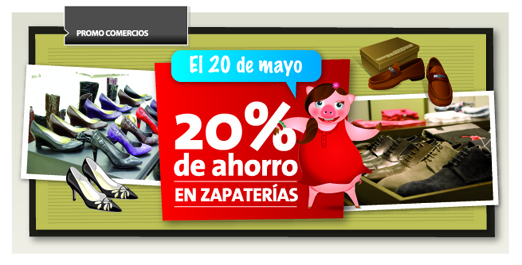 PROMO COMERCIOS
El 20 de mayo
20%
de ahorro
EN ZAPATERÍAS